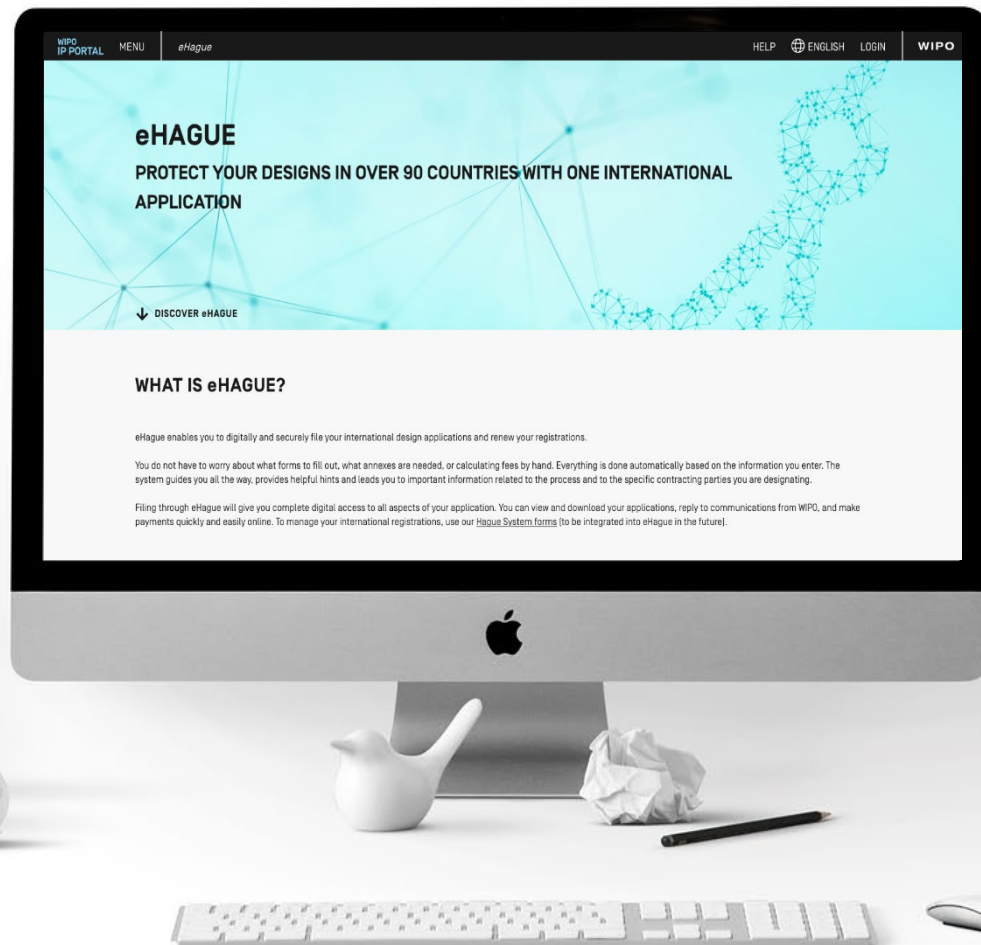 WIPO
IP PORTAL
MENU
eHague
HELP
ENGLISH
LOGIN
WIPO
eHAGUE
PROTECT YOUR DESIGNS IN OVER 90 COUNTRIES WITH ONE INTERNATIONAL
APPLICATION
DISCOVER eHAGUE
WHAT IS eHAGUE?
eHague enables you to digitally and securely file your international design applications and renew your registrations.
You do not have to worry about what forms to fill out, what annexes are needed, or calculating fees by hand. Everything is done automatically based on the information you enter. The
system guides you all the way, provides helpful hints and leads you to important information related to the process and to the specific contracting parties you are designating.
Filing through eHague will give you complete digital access to all aspects of your application. You can view and download your applications, reply to communications from WIPO, and make
payments quickly and easily online. To manage your international registrations, use our Hague System forms (to be integrated into eHague in the future).